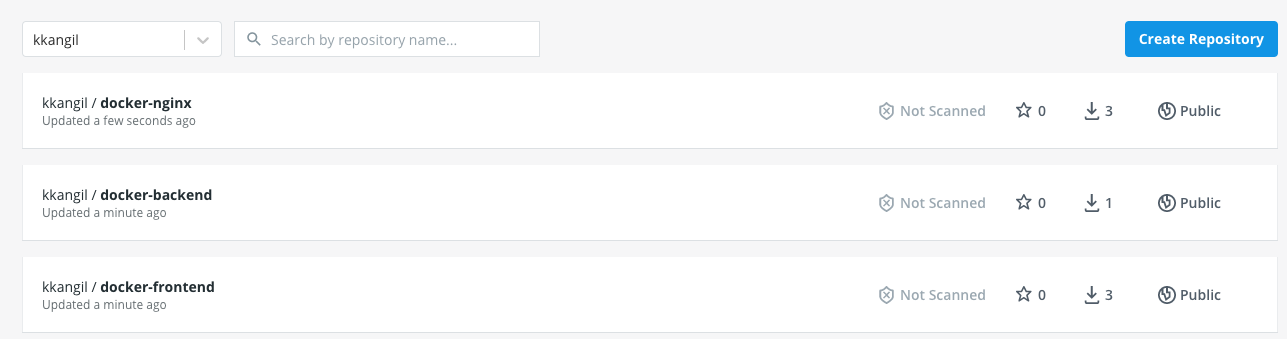 kkangil
Search by repository name...
Create Repository
kkangil / docker-nginx
Updated a few seconds ago
Not Scanned
0
3
Public
kkangil / docker-backend
Updated a minute ago
Not Scanned
0
1
Public
kkangil / docker-frontend
Updated a minute ago
Not Scanned
0
3
Public